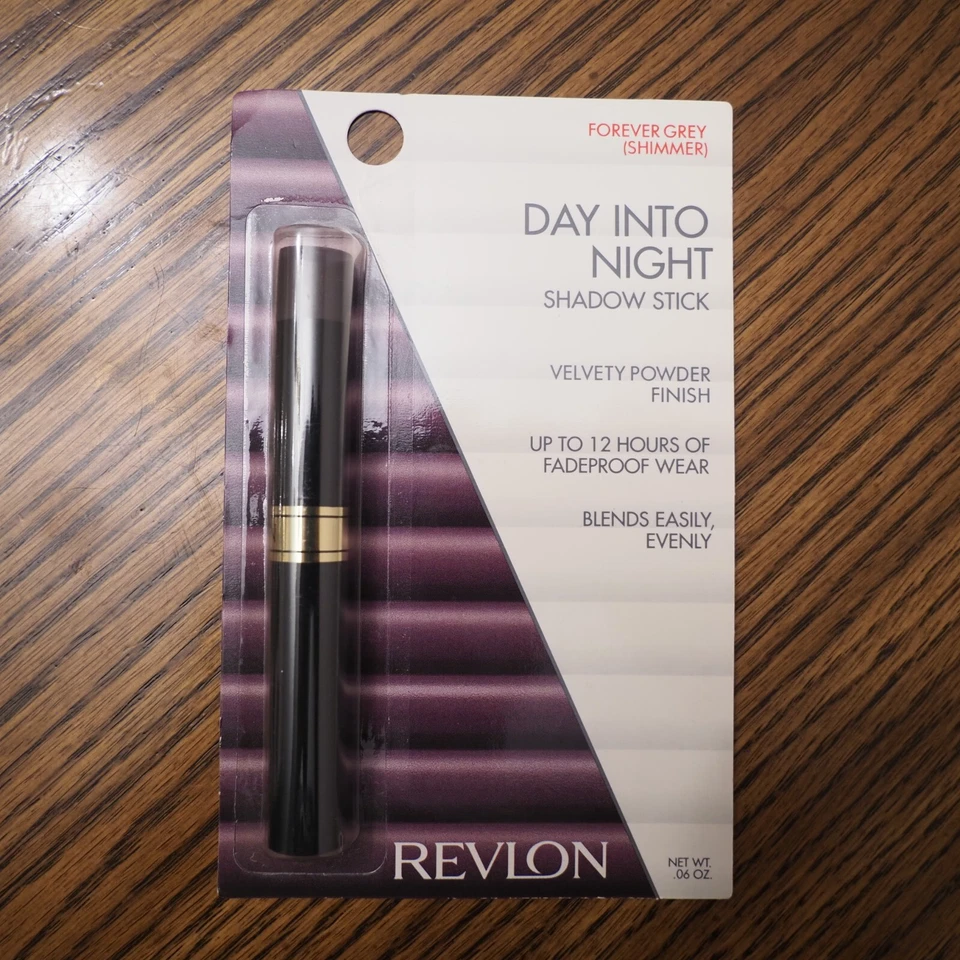 FOREVER GREY
(SHIMMER)
DAY INTO
NIGHT
SHADOW STICK
VELVETY POWDER
FINISH
UP TO 12 HOURS OF
FADEPROOF WEAR
BLENDS EASILY,
EVENLY
REVLON
NET WT.
.06 OZ.